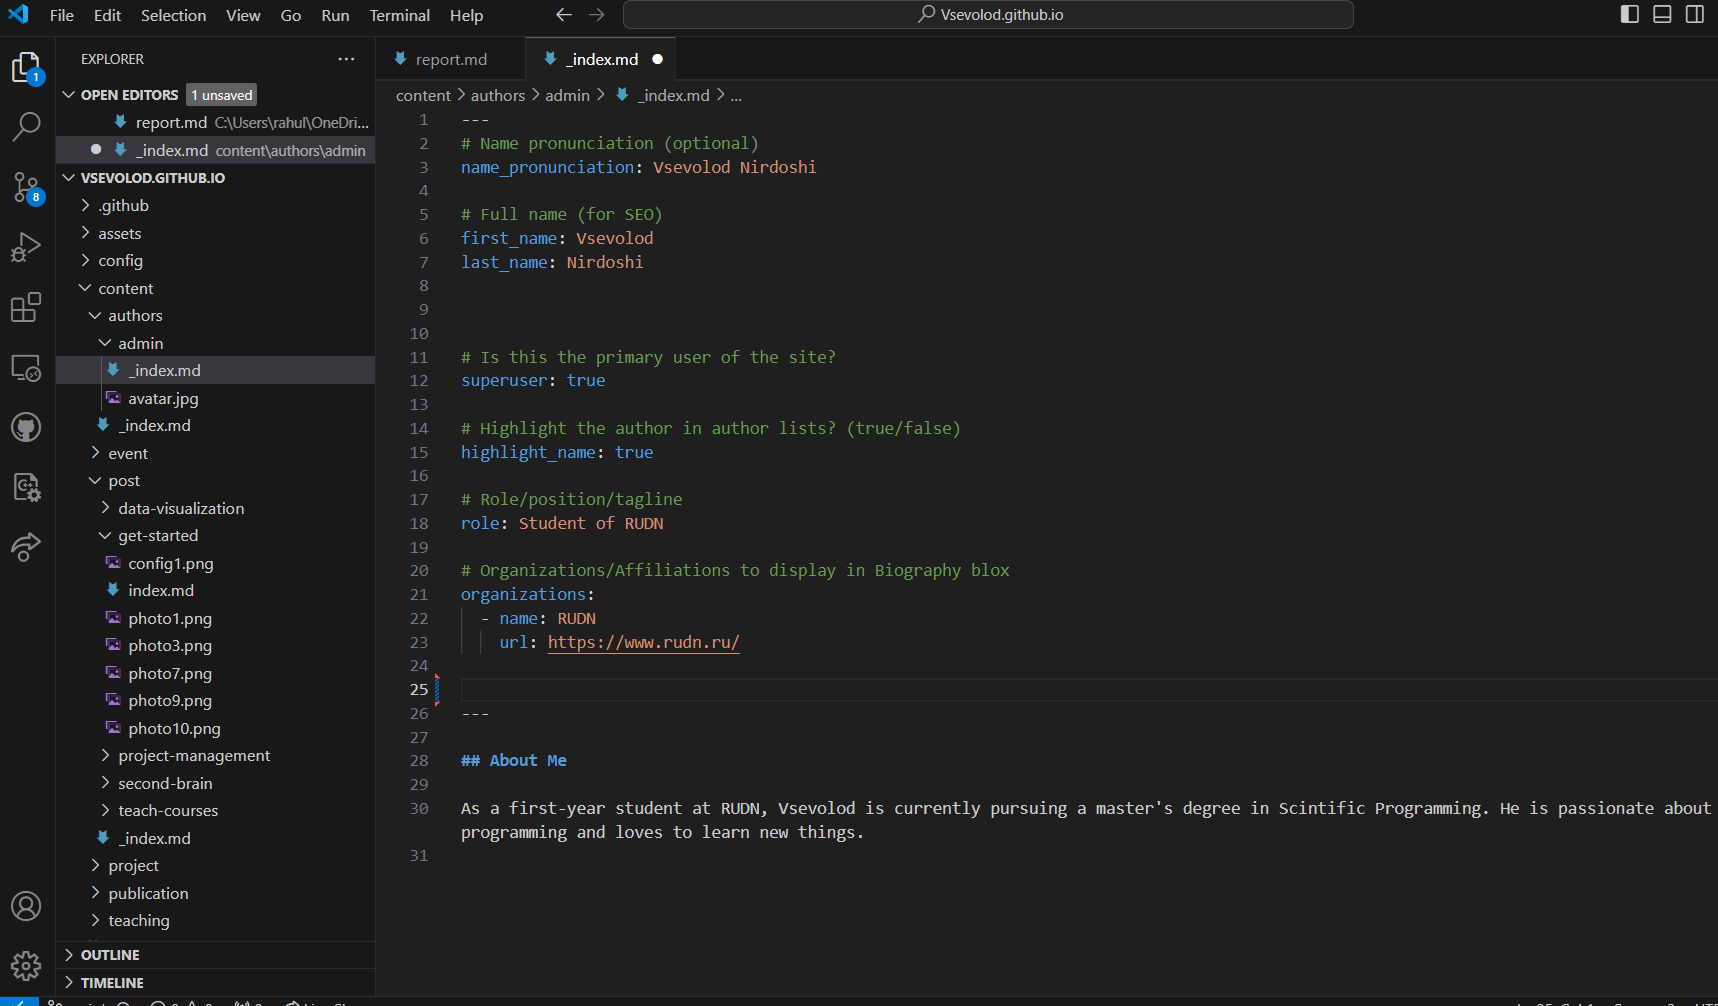 File Edit Selection View Go Run Terminal Help
Vsevolod.github.io
EXPLORER
OPEN EDITORS 1 unsaved
report.md C:\Users\rahul\OneDri...
_index.md content\authors\admin
VSEVOLOD.GITHUB.IO
.github
assets
config
content
authors
admin
_index.md
avatar.jpg
_index.md
event
post
data-visualization
get-started
config1.png
index.md
photo1.png
photo3.png
photo7.png
photo9.png
photo10.png
project-management
second-brain
teach-courses
_index.md
project
publication
teaching
OUTLINE
TIMELINE
1
8
report.md
_index.md
content > authors > admin > _index.md > ...
1 ---
2 # Name pronunciation (optional)
3 name_pronunciation: Vsevolod Nirdoshi
4
5 # Full name (for SEO)
6 first_name: Vsevolod
7 last_name: Nirdoshi
8
9
10
11 # Is this the primary user of the site?
12 superuser: true
13
14 # Highlight the author in author lists? (true/false)
15 highlight_name: true
16
17 # Role/position/tagline
18 role: Student of RUDN
19
20 # Organizations/Affiliations to display in Biography blox
21 organizations:
22 - name: RUDN
23 url: https://www.rudn.ru/
24
25
26 ---
27
28 ## About Me
29
30 As a first-year student at RUDN, Vsevolod is currently pursuing a master's degree in Scintific Programming. He is passionate about
programming and loves to learn new things.
31